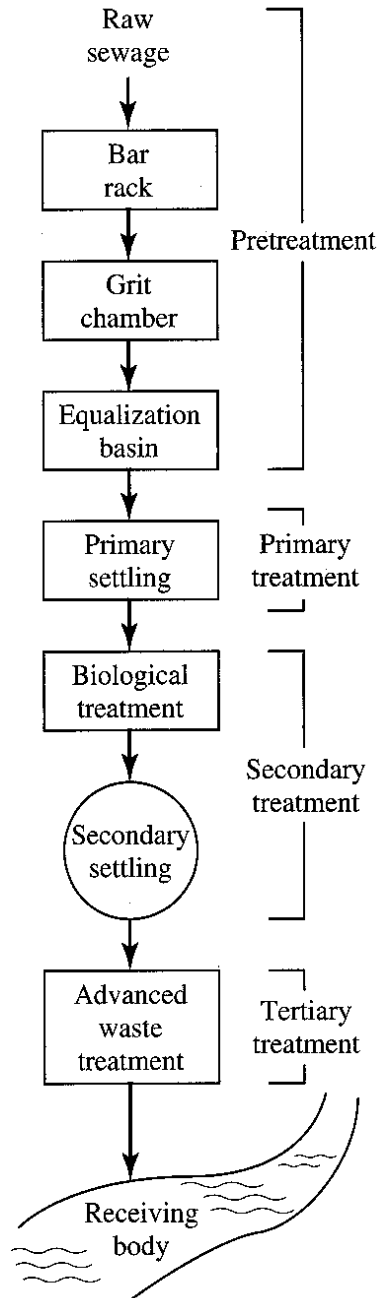 Raw
sewage
Bar
rack
Pretreatment
Grit
chamber
Equalization
basin
Primary
settling
Primary
treatment
Biological
treatment
Secondary
treatment
Secondary
settling
Advanced
waste
treatment
Tertiary
treatment
Receiving
body